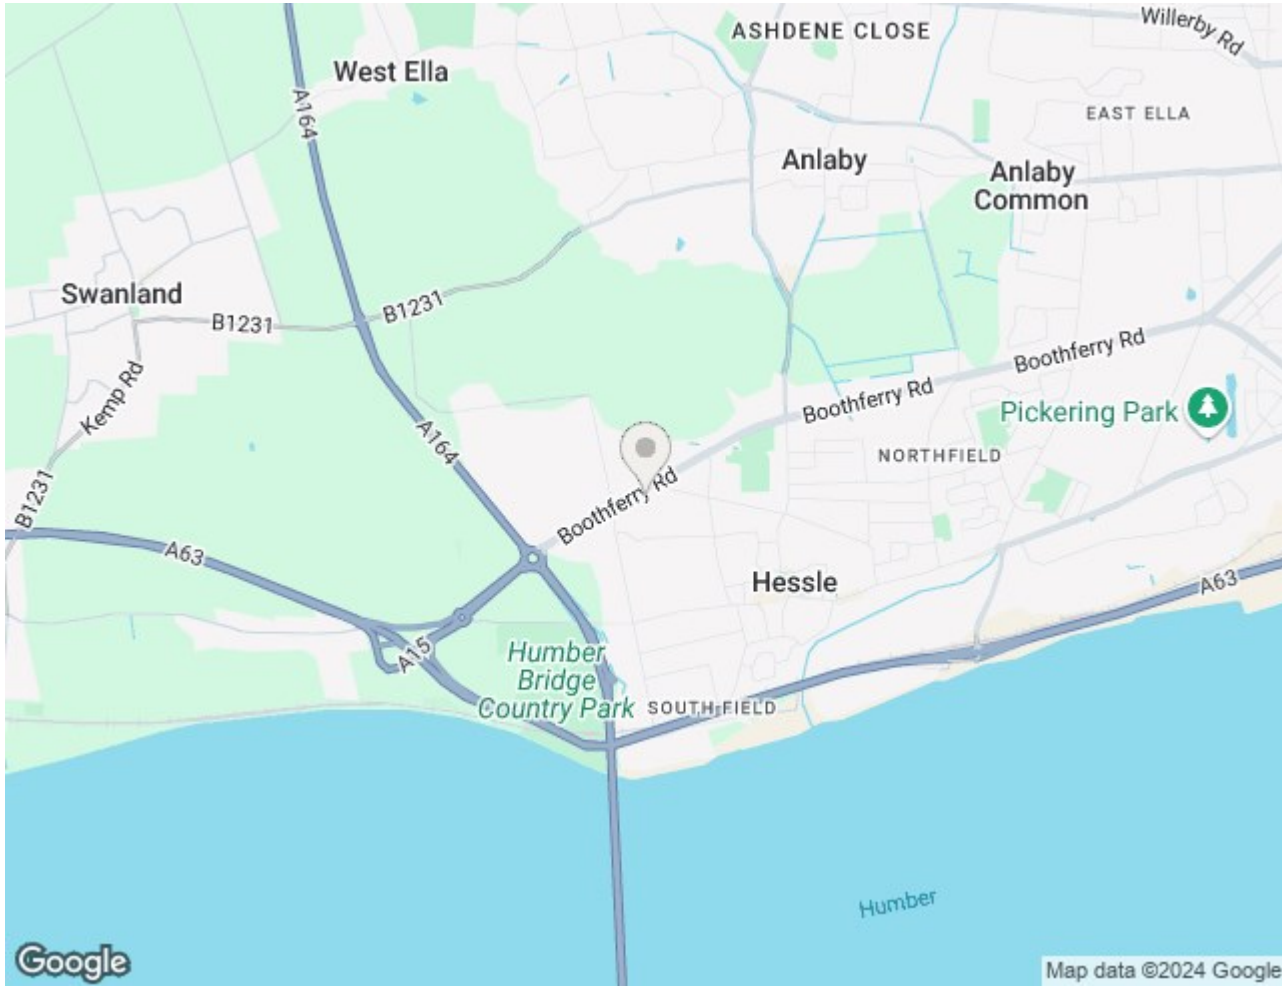 ASHDENE CLOSE
Willerby Rd
West Ella
A164
EAST ELLA
Anlaby
Anlaby
Common
Swanland
B1231
B1231
Boothferry Rd
Kemp Rd
Boothferry Rd
Pickering Park
A164
NORTHFIELD
B1231
Boothferry Rd
A63
Hessle
A63
A15
Humber
Bridge
Country Park
SOUTH FIELD
Humber
Google
Map data ©2024 Google